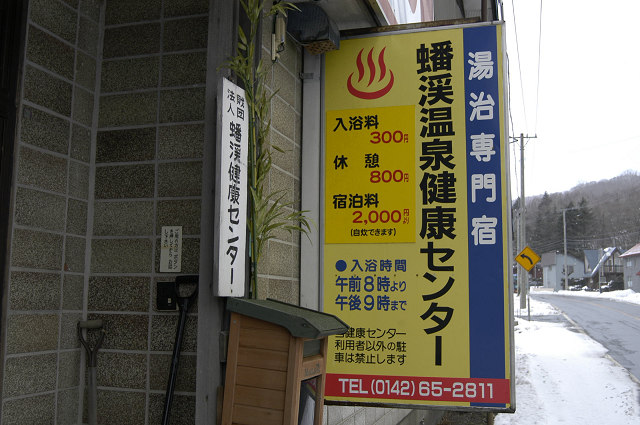 湯治専門宿
蟠渓温泉健康センター
入浴料
300円
休憩
800円
宿泊料
2,000円
(自炊できます)
●入浴時間
午前8時より
午後9時まで
健康センター
利用者以外の駐
車は禁止します
TEL(0142)65-2811
財団
法人
蟠渓健康センター